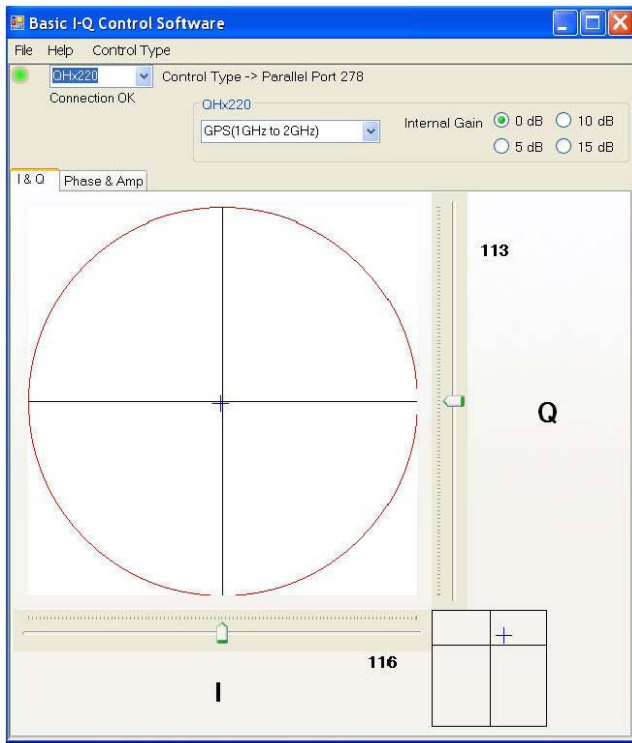 Basic I-Q Control Software
File Help Control Type
QHx220 Control Type -> Parallel Port 278
Connection OK
QHx220
GPS(1GHz to 2GHz)
Internal Gain 0 dB 10 dB
5 dB 15 dB
I & Q Phase & Amp
113
Q
116
I